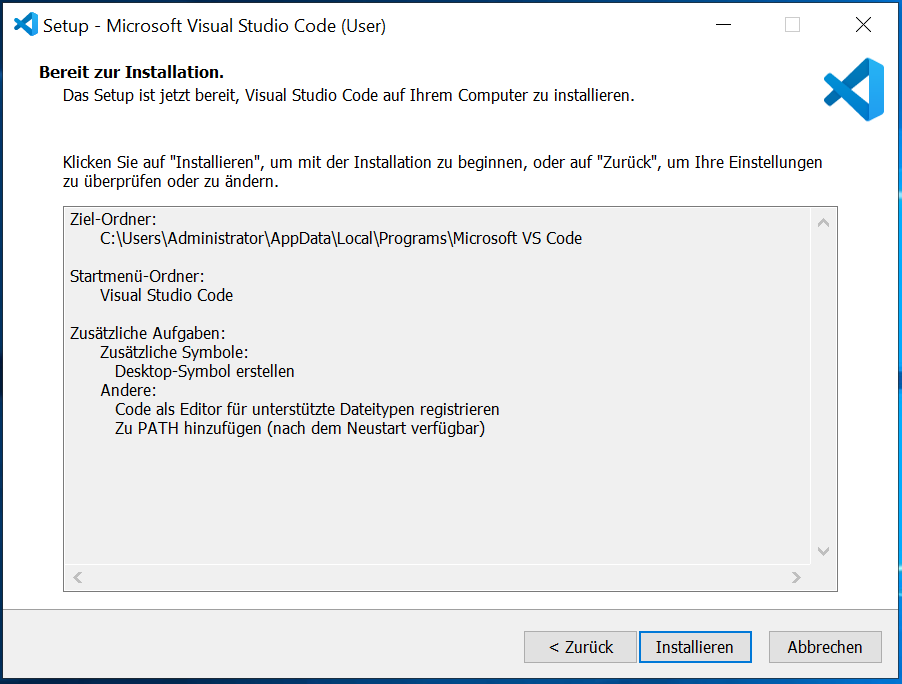 Setup - Microsoft Visual Studio Code (User)
Bereit zur Installation.
Das Setup ist jetzt bereit, Visual Studio Code auf Ihrem Computer zu installieren.
Klicken Sie auf "Installieren", um mit der Installation zu beginnen, oder auf "Zurück", um Ihre Einstellungen
zu überprüfen oder zu ändern.
Ziel-Ordner:
C:\Users\Administrator\AppData\Local\Programs\Microsoft VS Code
Startmenü-Ordner:
Visual Studio Code
Zusätzliche Aufgaben:
Zusätzliche Symbole:
Desktop-Symbol erstellen
Andere:
Code als Editor für unterstützte Dateitypen registrieren
Zu PATH hinzufügen (nach dem Neustart verfügbar)
< Zurück Installieren Abbrechen